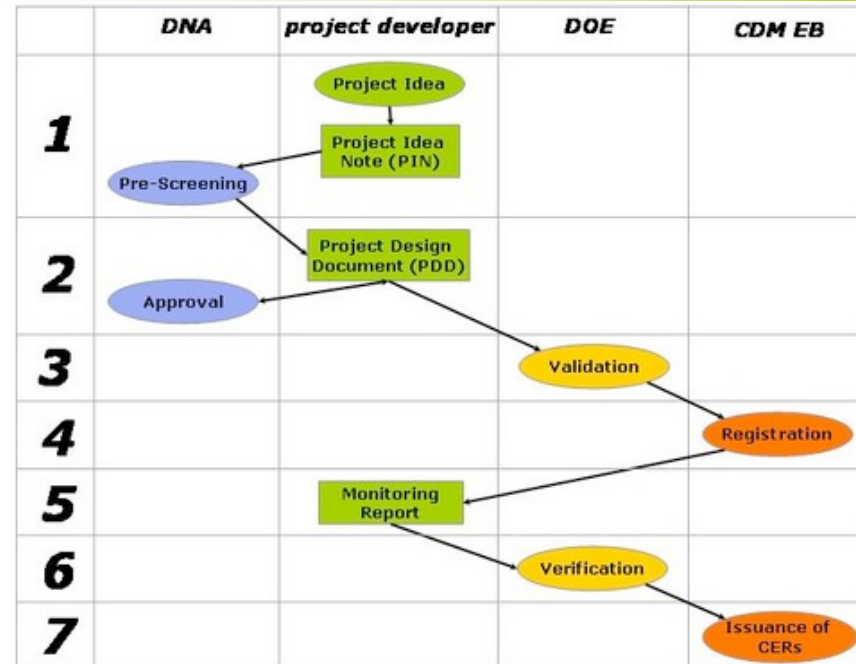 DNA
project developer
DOE
CDM EB
1
Project Idea
Project Idea
Note (PIN)
Pre-Screening
2
Project Design
Document (PDD)
Approval
3
Validation
4
Registration
5
Monitoring
Report
6
Verification
7
Issuance of
CERs